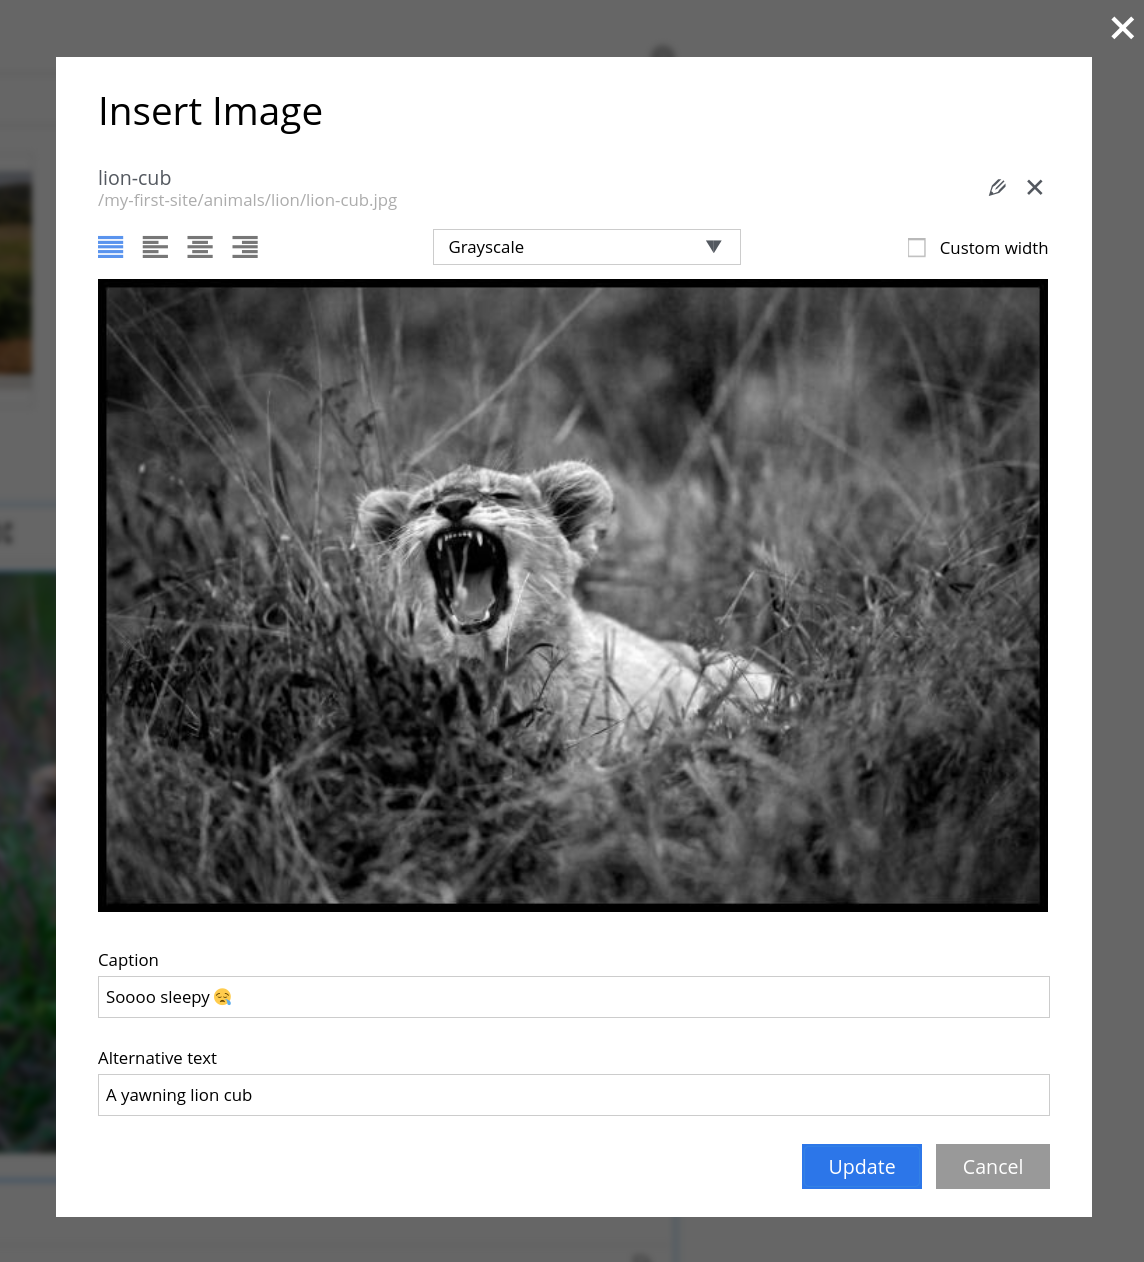 Insert Image
lion-cub
/my-first-site/animals/lion/lion-cub.jpg
Grayscale
Custom width
Caption
Soooo sleepy 😪
Alternative text
A yawning lion cub
Update
Cancel